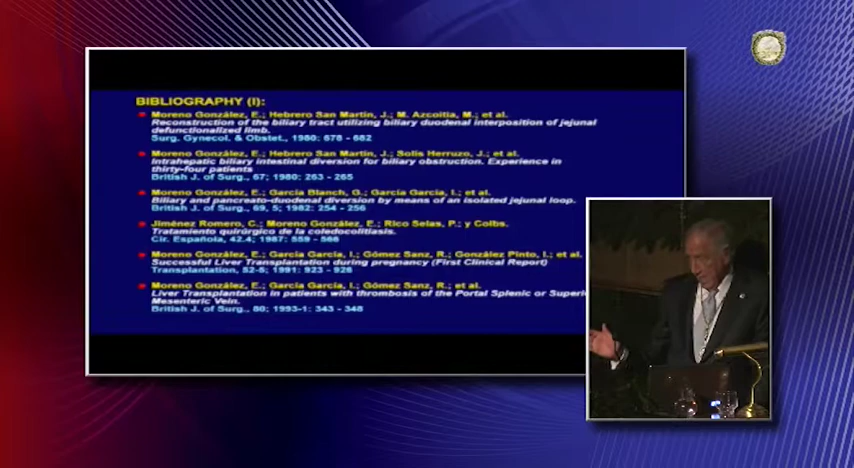 BIBLIOGRAPHY (I):
Moreno González, E.; Hebrero San Martin, J.; M. Azcoitia, M.; et al.
Reconstruction of the biliary tract utilizing biliary duodenal interposition of jejunal
defunctionalized limb.
Surg. Gynecol. & Obstet., 1980: 678 - 682
Moreno González, E.; Hebrero San Martin, J.; Solis Herruzo, J.; et al.
Intrahepatic biliary intestinal diversion for biliary obstruction. Experience in
thirty-four patients
British J. of Surg., 67; 1980: 263 - 265
Moreno González, E.; García Blanch, G.; García García, I.; et al.
Biliary and pancreato-duodenal diversion by means of an isolated jejunal loop.
British J. of Surg., 69, 5; 1982: 254 - 256
Jiménez Romero, C.; Moreno González, E.; Rico Selas, P.; y Colbs.
Tratamiento quirúrgico de la coledocolitiasis.
Cir. Española, 42.4; 1987: 559 - 566
Moreno González, E.; García García, I.; Gómez Sanz, R.; González Pinto, I.; et al.
Successful Liver Transplantation during pregnancy (First Clinical Report)
Transplantation, 52-5; 1991: 923 - 926
Moreno González, E.; García García, I.; Gómez Sanz, R.; et al.
Liver Transplantation in patients with thrombosis of the Portal Splenic or Superi
Mesenteric Vein.
British J. of Surg., 80; 1993-1: 343 - 348